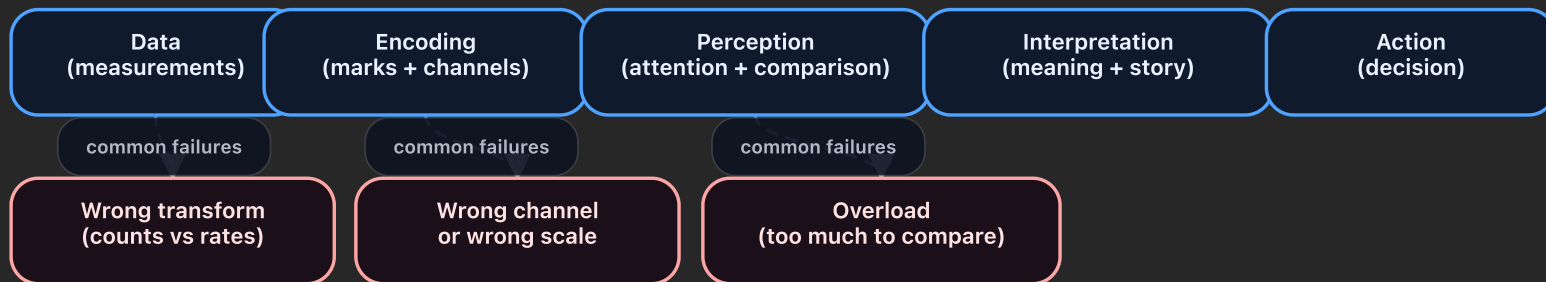 Data
(measurements)
Encoding
(marks + channels)
Perception
(attention + comparison)
Interpretation
(meaning + story)
Action
(decision)
common failures
common failures
common failures
Wrong transform
(counts vs rates)
Wrong channel
or wrong scale
Overload
(too much to compare)